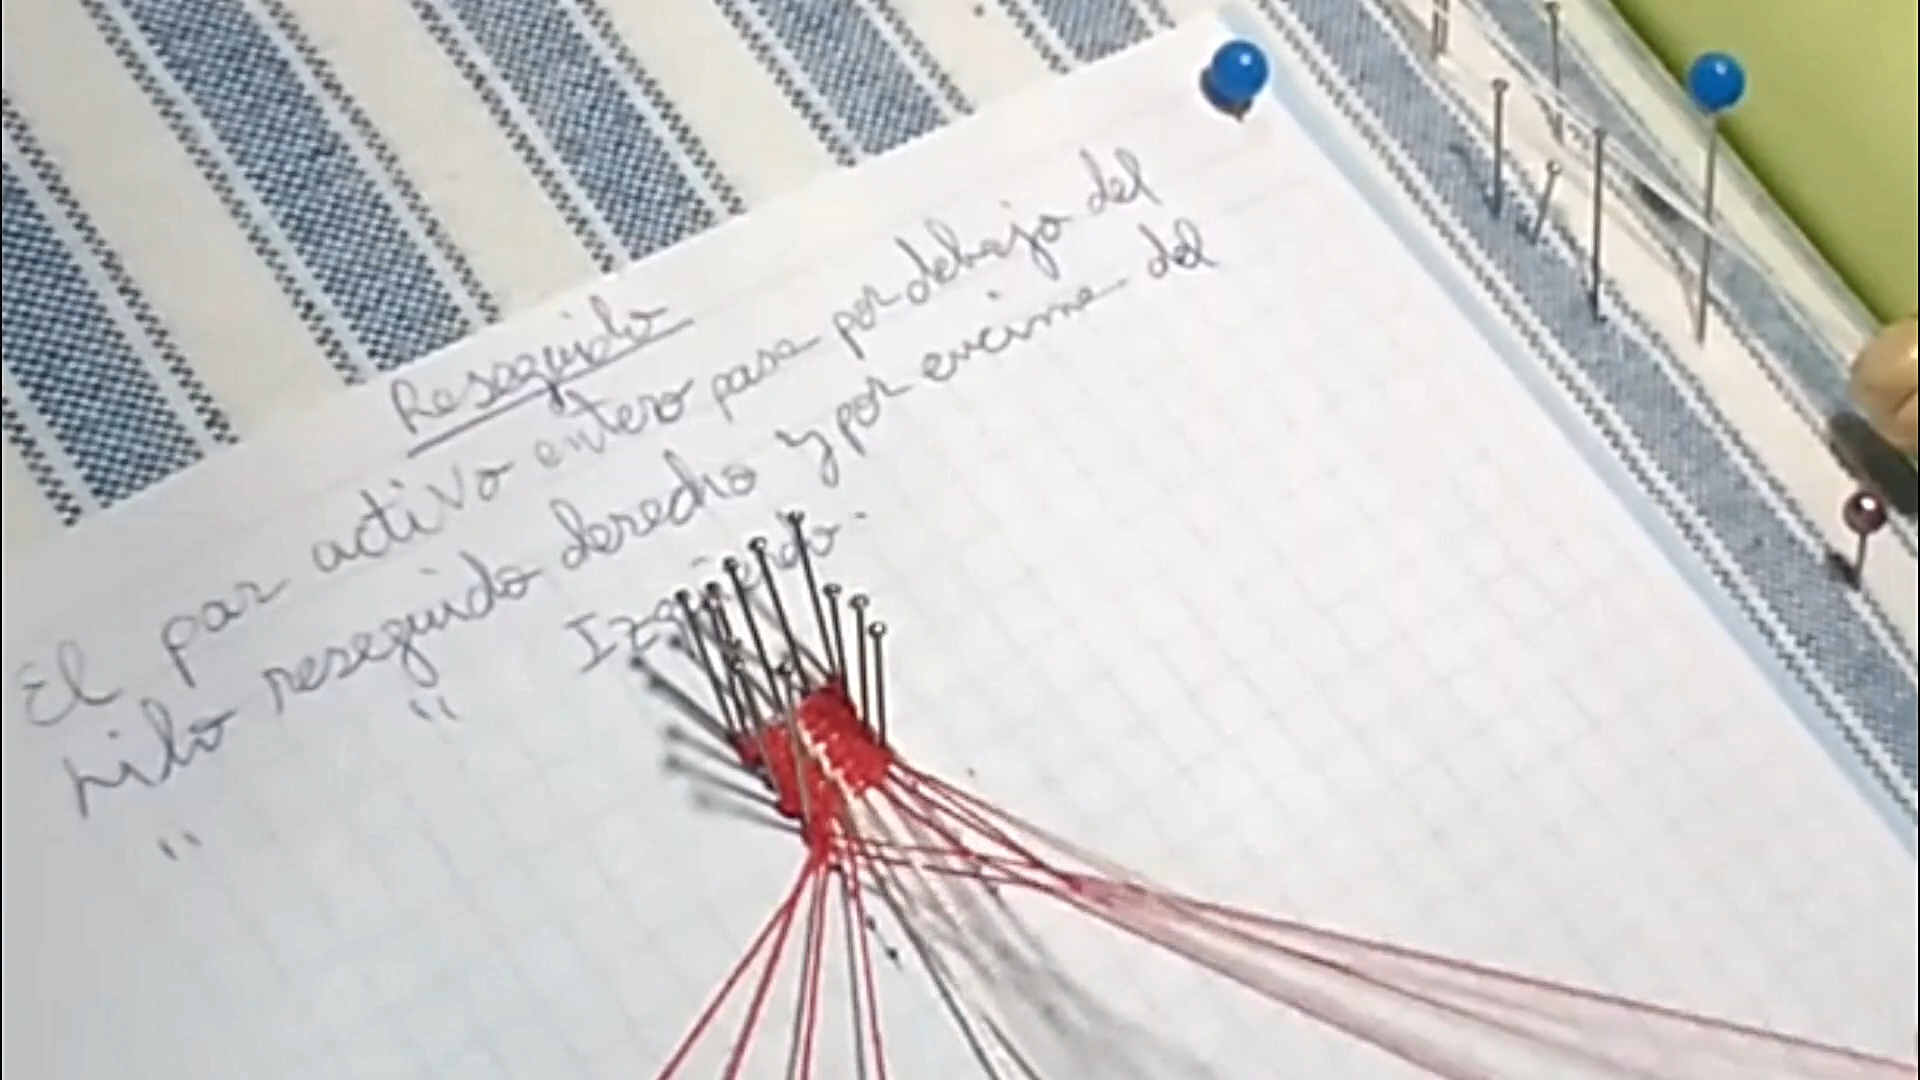 Reseguido
El par activo entero pasa por debajo del
hilo reseguido derecho y por encima del
" " Izquierdo.